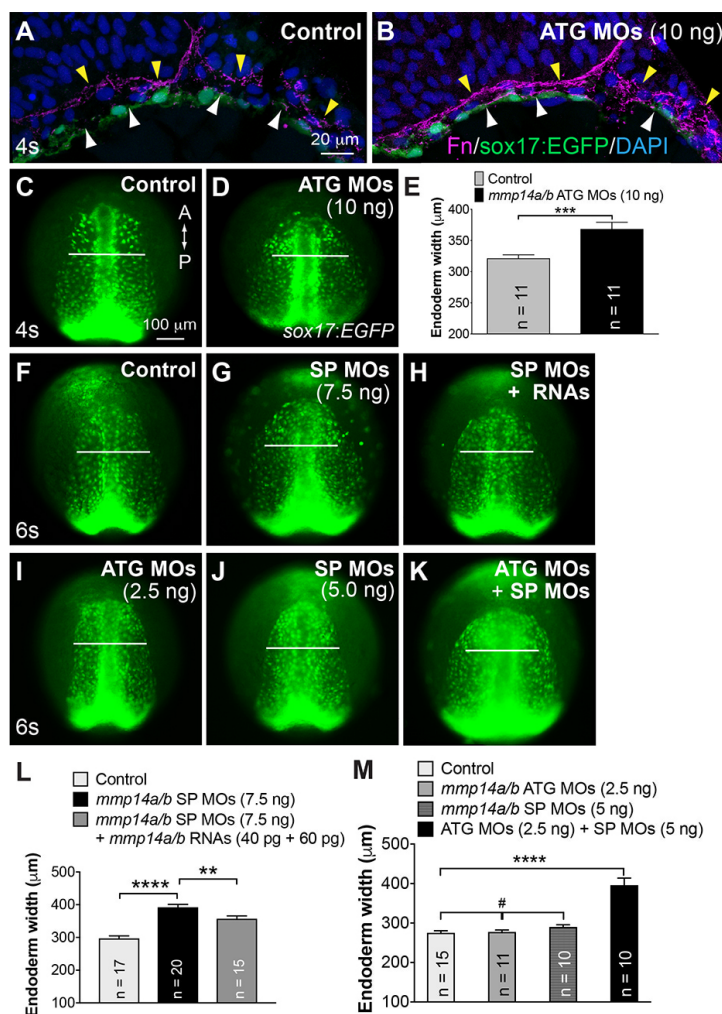 A Control
4s
20 μm
B ATG MOs (10 ng)
Fn/sox17:EGFP/DAPI
C Control
A
P
4s
100 μm
D ATG MOs
(10 ng)
sox17:EGFP
E
Control
mmp14a/b ATG MOs (10 ng)
***
Endoderm width (μm)
400
350
300
250
200
n = 11
n = 11
F Control
6s
G SP MOs
(7.5 ng)
H SP MOs
+ RNAs
I ATG MOs
(2.5 ng)
6s
J SP MOs
(5.0 ng)
K ATG MOs
+ SP MOs
L
Control
mmp14a/b SP MOs (7.5 ng)
mmp14a/b SP MOs (7.5 ng)
+ mmp14a/b RNAs (40 pg + 60 pg)
Endoderm width (μm)
500
400
300
200
100
****
**
n = 17
n = 20
n = 15
M
Control
mmp14a/b ATG MOs (2.5 ng)
mmp14a/b SP MOs (5 ng)
ATG MOs (2.5 ng) + SP MOs (5 ng)
Endoderm width (μm)
500
400
300
200
100
****
#
n = 15
n = 11
n = 10
n = 10